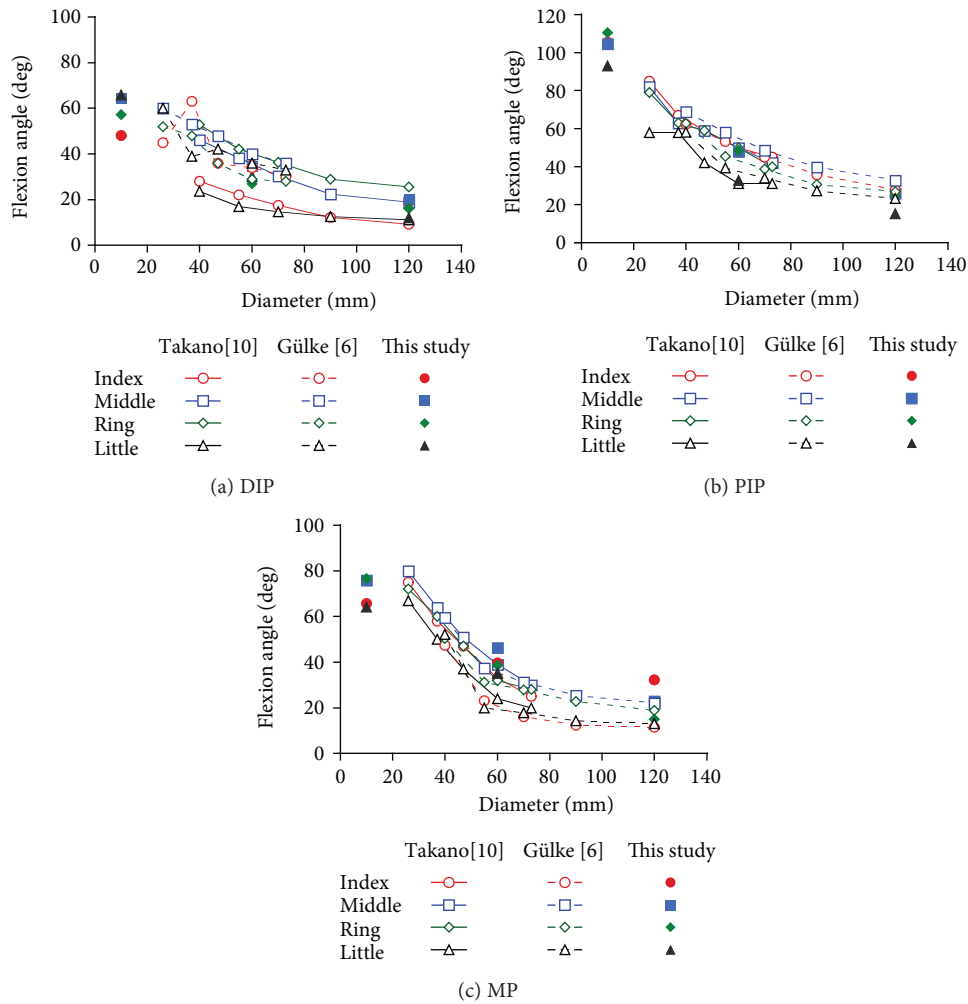 100
80
60
40
20
0
Flexion angle (deg)
0 20 40 60 80 100 120 140
Diameter (mm)
Takano[10] Gülke [6] This study
Index
Middle
Ring
Little
(a) DIP
120
100
80
60
40
20
0
Flexion angle (deg)
0 20 40 60 80 100 120 140
Diameter (mm)
Takano[10] Gülke [6] This study
Index
Middle
Ring
Little
(b) PIP
100
80
60
40
20
0
Flexion angle (deg)
0 20 40 60 80 100 120 140
Diameter (mm)
Takano[10] Gülke [6] This study
Index
Middle
Ring
Little
(c) MP